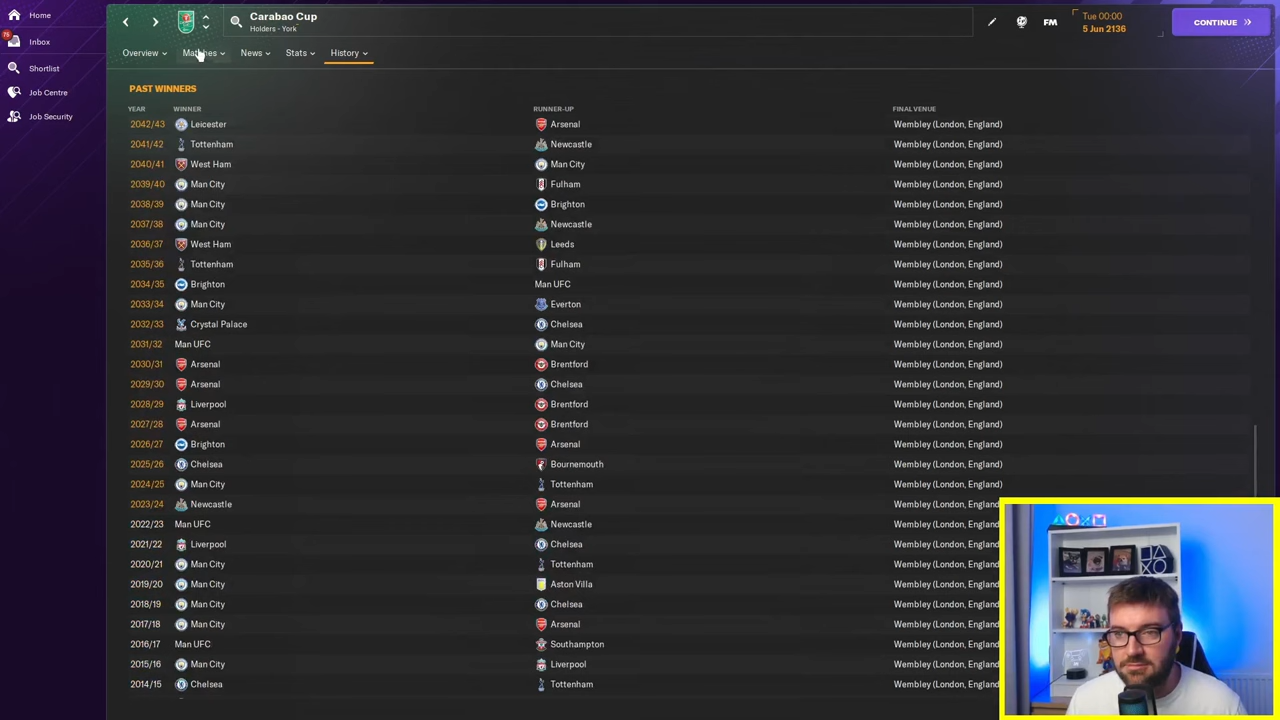 Home
75
Inbox
Shortlist
Job Centre
Job Security
Carabao Cup
Holders - York
FM
Tue 00:00
5 Jun 2136
CONTINUE
Overview
Matches
News
Stats
History
PAST WINNERS
YEAR WINNER RUNNER-UP FINAL VENUE
2042/43 Leicester Arsenal Wembley (London, England)
2041/42 Tottenham Newcastle Wembley (London, England)
2040/41 West Ham Man City Wembley (London, England)
2039/40 Man City Fulham Wembley (London, England)
2038/39 Man City Brighton Wembley (London, England)
2037/38 Man City Newcastle Wembley (London, England)
2036/37 West Ham Leeds Wembley (London, England)
2035/36 Tottenham Fulham Wembley (London, England)
2034/35 Brighton Man UFC Wembley (London, England)
2033/34 Man City Everton Wembley (London, England)
2032/33 Crystal Palace Chelsea Wembley (London, England)
2031/32 Man UFC Man City Wembley (London, England)
2030/31 Arsenal Brentford Wembley (London, England)
2029/30 Arsenal Chelsea Wembley (London, England)
2028/29 Liverpool Brentford Wembley (London, England)
2027/28 Arsenal Brentford Wembley (London, England)
2026/27 Brighton Arsenal Wembley (London, England)
2025/26 Chelsea Bournemouth Wembley (London, England)
2024/25 Man City Tottenham Wembley (London, England)
2023/24 Newcastle Arsenal Wembley (London, England)
2022/23 Man UFC Newcastle Wembley (London, England)
2021/22 Liverpool Chelsea Wembley (London, England)
2020/21 Man City Tottenham Wembley (London, England)
2019/20 Man City Aston Villa Wembley (London, England)
2018/19 Man City Chelsea Wembley (London, England)
2017/18 Man City Arsenal Wembley (London, England)
2016/17 Man UFC Southampton Wembley (London, England)
2015/16 Man City Liverpool Wembley (London, England)
2014/15 Chelsea Tottenham Wembley (London, England)
JAXO